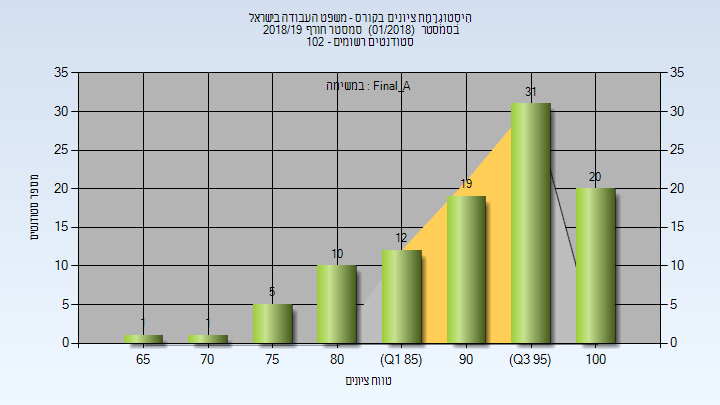 היסטוגרמת ציונים בקורס - משפט העבודה בישראל
בסמסטר (01/2018) סמסטר חורף 2018/19
סטודנטים רשומים - 102
במשימה : Final_A
מספר סטודנטים
35 35
30 30
25 25
20 20
15 15
10 10
5 5
0 0
1 1 5 10 12 19 31 20
65 70 75 80 (Q1 85) 90 (Q3 95) 100
טווח ציונים